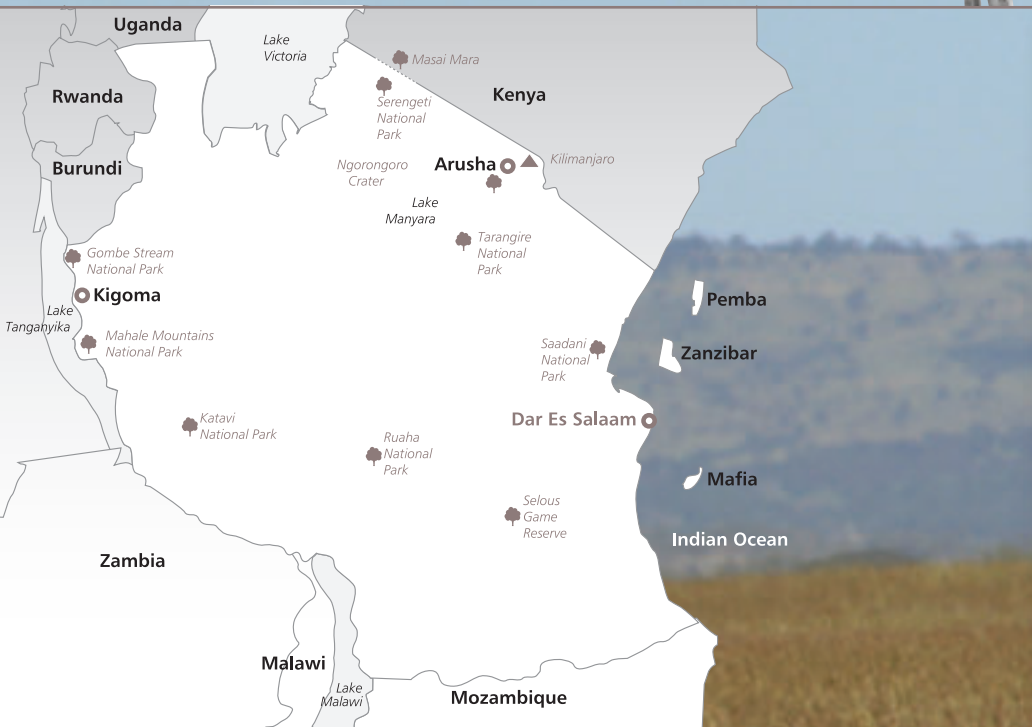 Uganda
Lake
Victoria
Masai Mara
Rwanda
Kenya
Serengeti
National
Park
Burundi
Ngorongoro
Crater
Arusha
Kilimanjaro
Lake
Manyara
Tarangire
National
Park
Gombe Stream
National Park
Kigoma
Lake
Tanganyika
Mahale Mountains
National Park
Pemba
Saadani
National
Park
Zanzibar
Katavi
National Park
Dar Es Salaam
Ruaha
National
Park
Mafia
Selous
Game
Reserve
Indian Ocean
Zambia
Malawi
Lake
Malawi
Mozambique